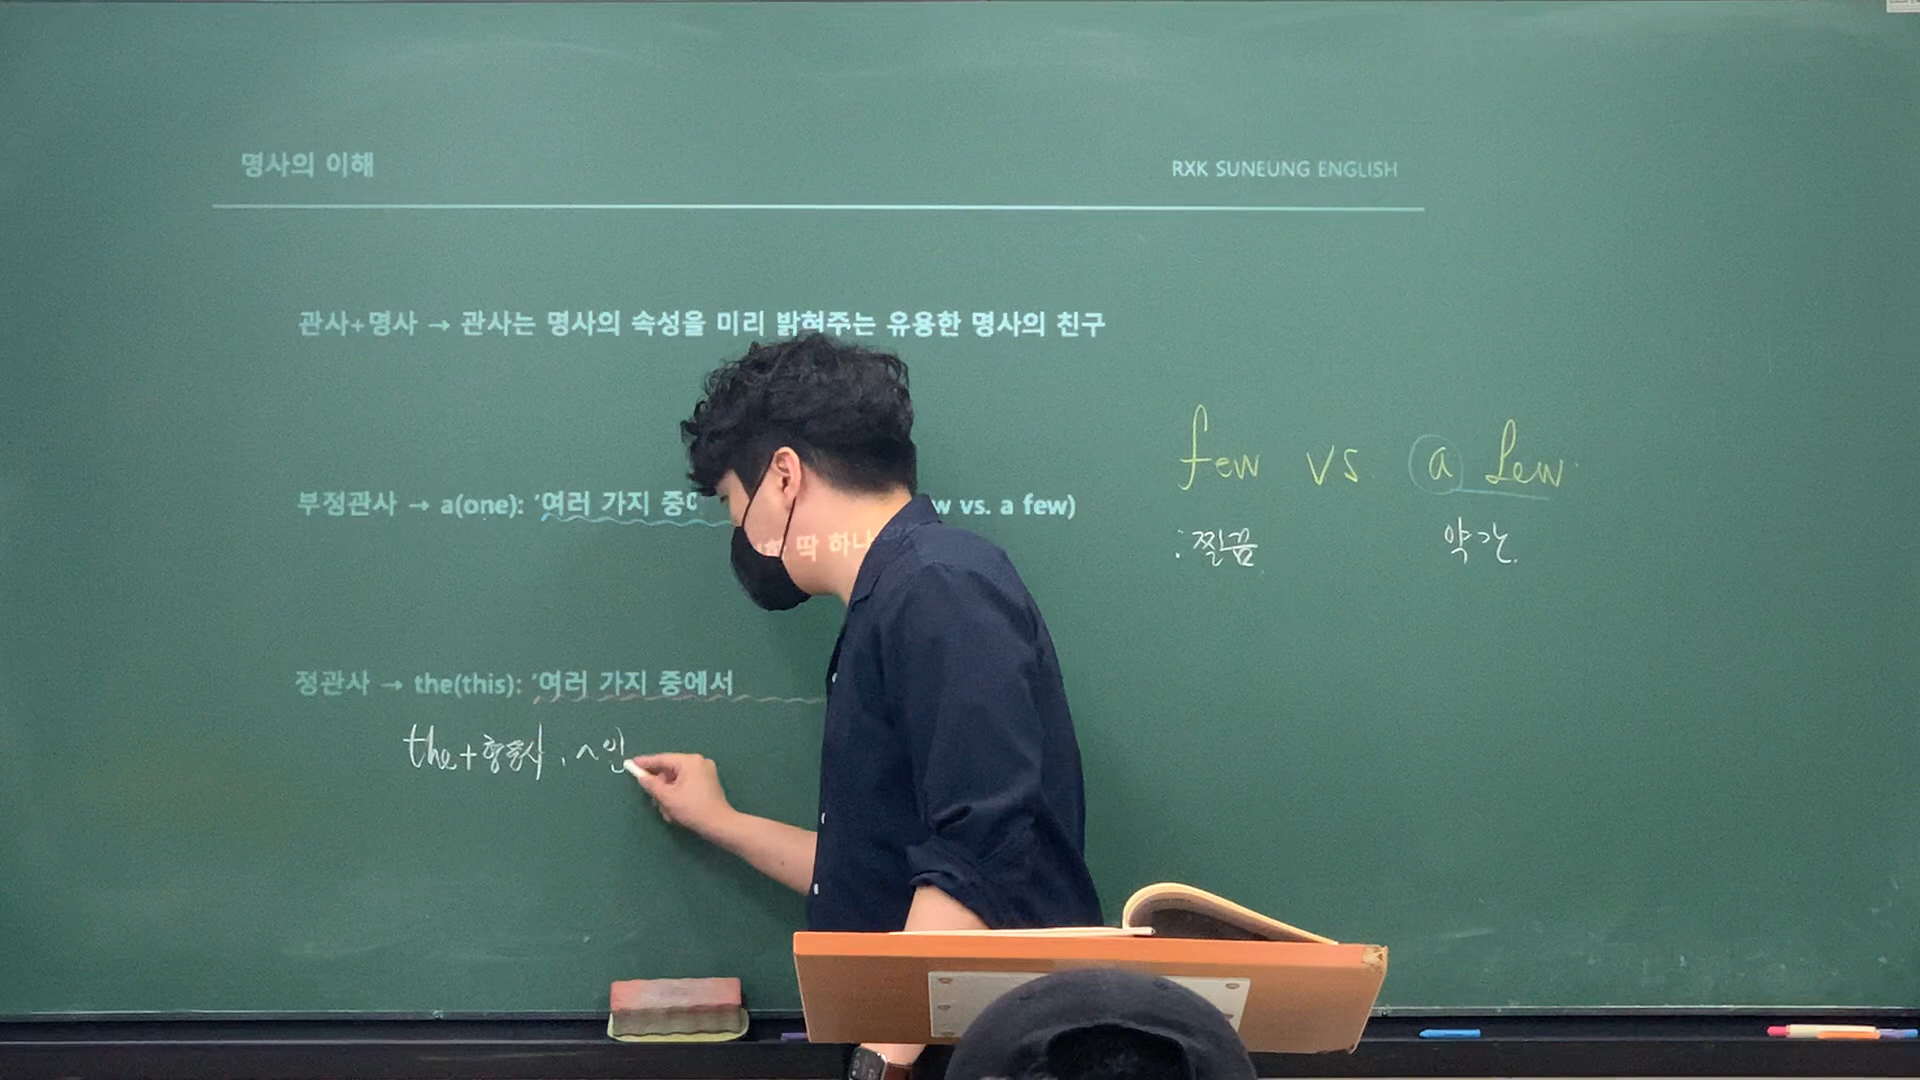 명사의 이해
RXK SUNEUNG ENGLISH
관사+명사 → 관사는 명사의 속성을 미리 밝혀주는 유용한 명사의 친구
few vs. a few
부정관사 → a(one): '여러 가지 중에 w vs. a few)
딱 하나
: 찔끔 약간.
정관사 → the(this): '여러 가지 중에서
the+형용사 : ~인